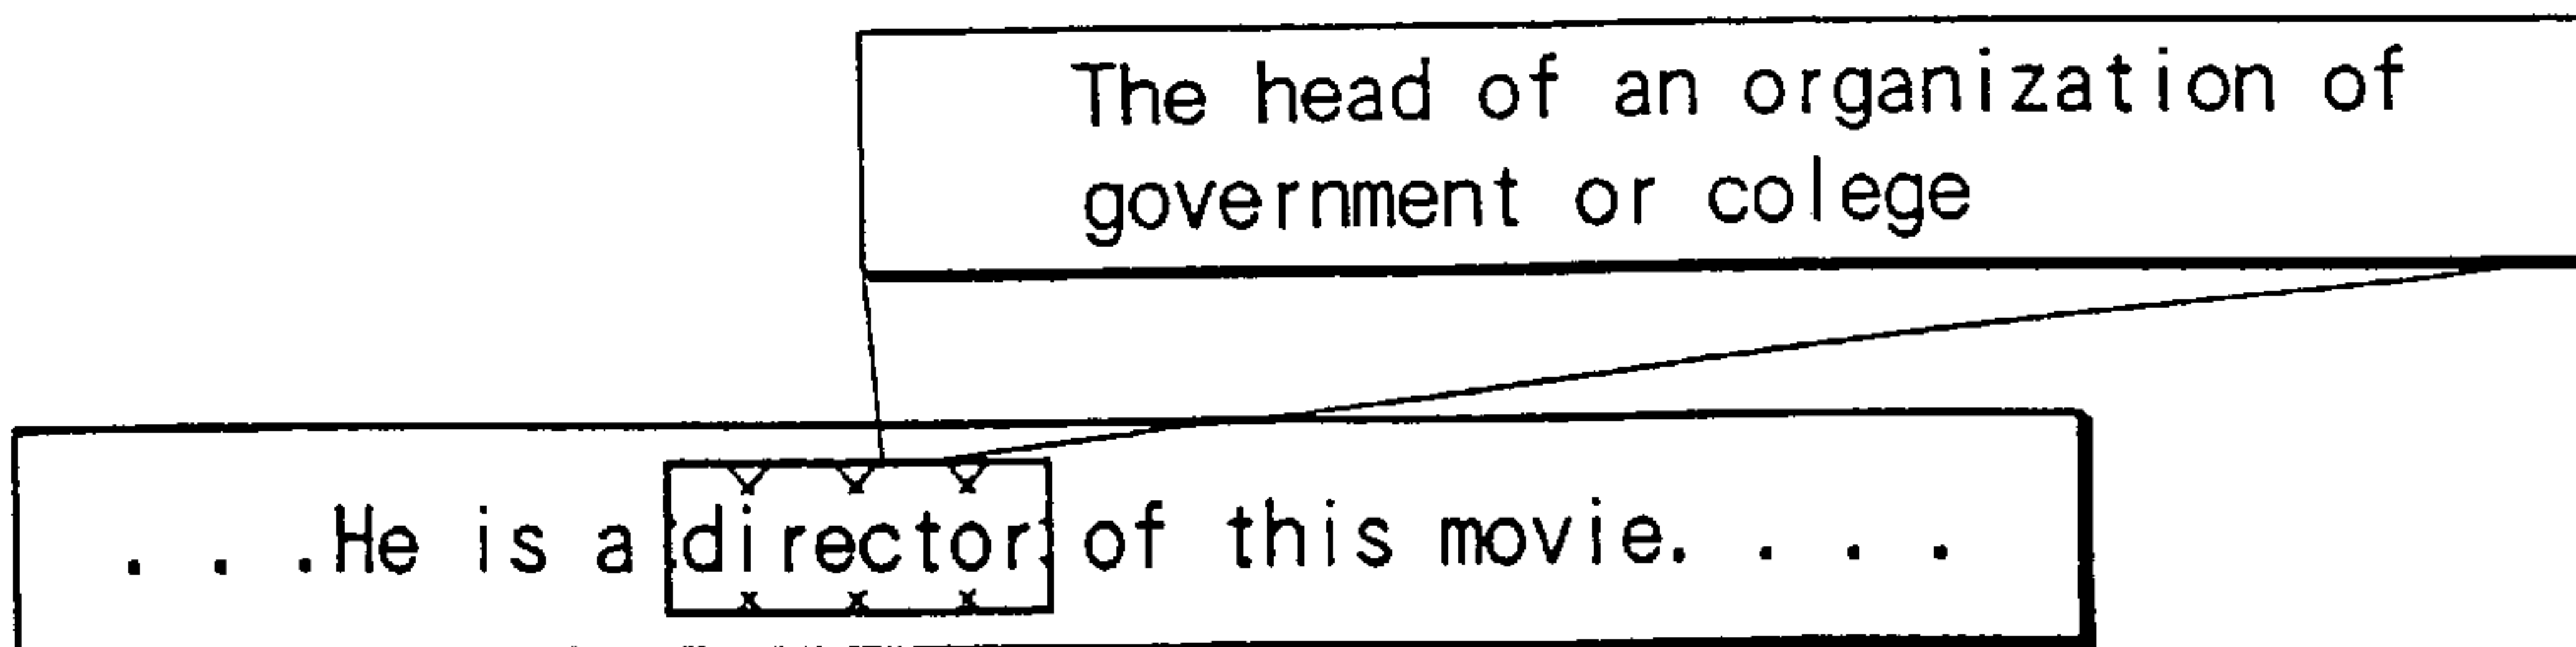 The head of an organization of
government or colege
. . .He is a director of this movie. . . .